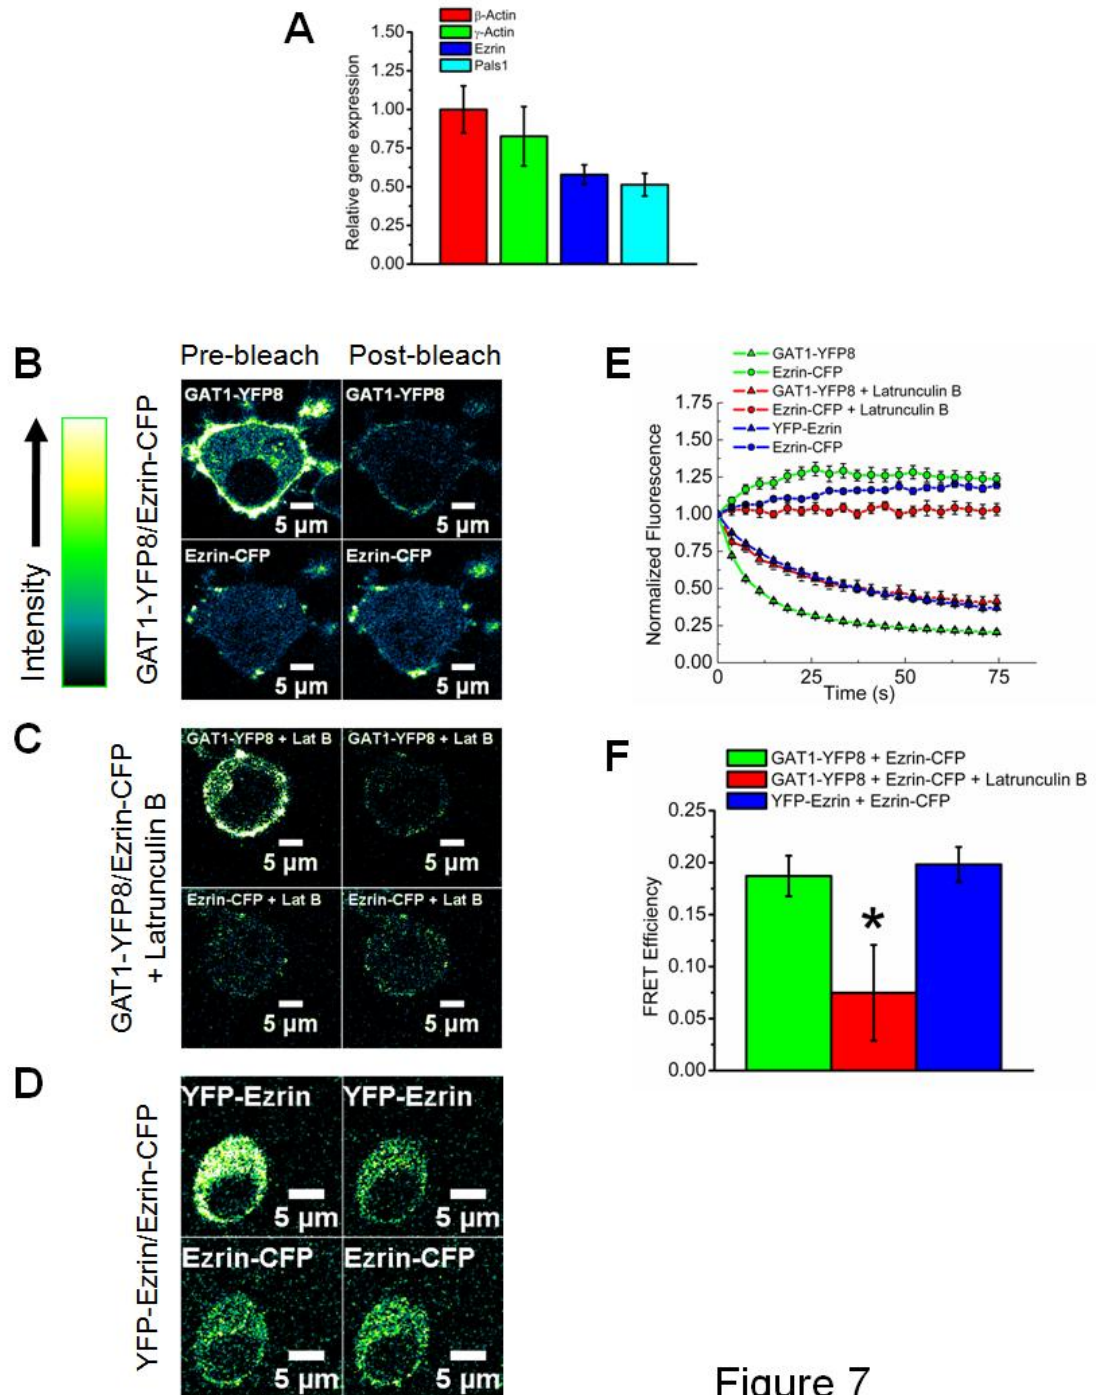 A
β-Actin
γ-Actin
Ezrin
Pals1
1.50
1.25
1.00
0.75
0.50
0.25
0.00
Relative gene expression
B
Pre-bleach Post-bleach
Intensity
GAT1-YFP8/Ezrin-CFP
GAT1-YFP8 GAT1-YFP8
5 µm 5 µm
Ezrin-CFP Ezrin-CFP
5 µm 5 µm
C
GAT1-YFP8/Ezrin-CFP
+ Latrunculin B
GAT1-YFP8 + Lat B GAT1-YFP8 + Lat B
5 µm 5 µm
Ezrin-CFP + Lat B Ezrin-CFP + Lat B
5 µm 5 µm
D
YFP-Ezrin/Ezrin-CFP
YFP-Ezrin YFP-Ezrin
5 µm 5 µm
Ezrin-CFP Ezrin-CFP
5 µm 5 µm
E
GAT1-YFP8
Ezrin-CFP
GAT1-YFP8 + Latrunculin B
Ezrin-CFP + Latrunculin B
YFP-Ezrin
Ezrin-CFP
1.75
1.50
1.25
1.00
0.75
0.50
0.25
0.00
Normalized Fluorescence
0 25 50 75
Time (s)
F
GAT1-YFP8 + Ezrin-CFP
GAT1-YFP8 + Ezrin-CFP + Latrunculin B
YFP-Ezrin + Ezrin-CFP
0.25
0.20
0.15
0.10
0.05
0.00
FRET Efficiency
*
Figure 7